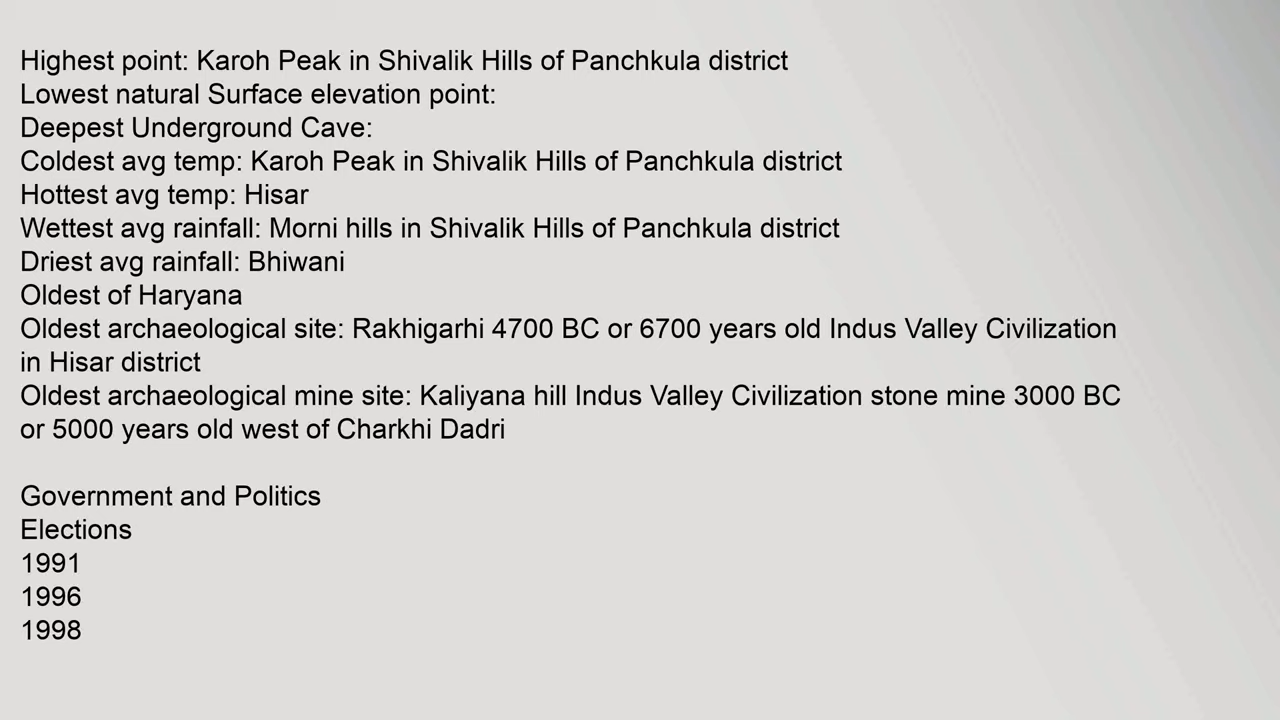 Highest point: Karoh Peak in Shivalik Hills of Panchkula district
Lowest natural Surface elevation point:
Deepest Underground Cave:
Coldest avg temp: Karoh Peak in Shivalik Hills of Panchkula district
Hottest avg temp: Hisar
Wettest avg rainfall: Morni hills in Shivalik Hills of Panchkula district
Driest avg rainfall: Bhiwani
Oldest of Haryana
Oldest archaeological site: Rakhigarhi 4700 BC or 6700 years old Indus Valley Civilization
in Hisar district
Oldest archaeological mine site: Kaliyana hill Indus Valley Civilization stone mine 3000 BC
or 5000 years old west of Charkhi Dadri
Government and Politics
Elections
1991
1996
1998